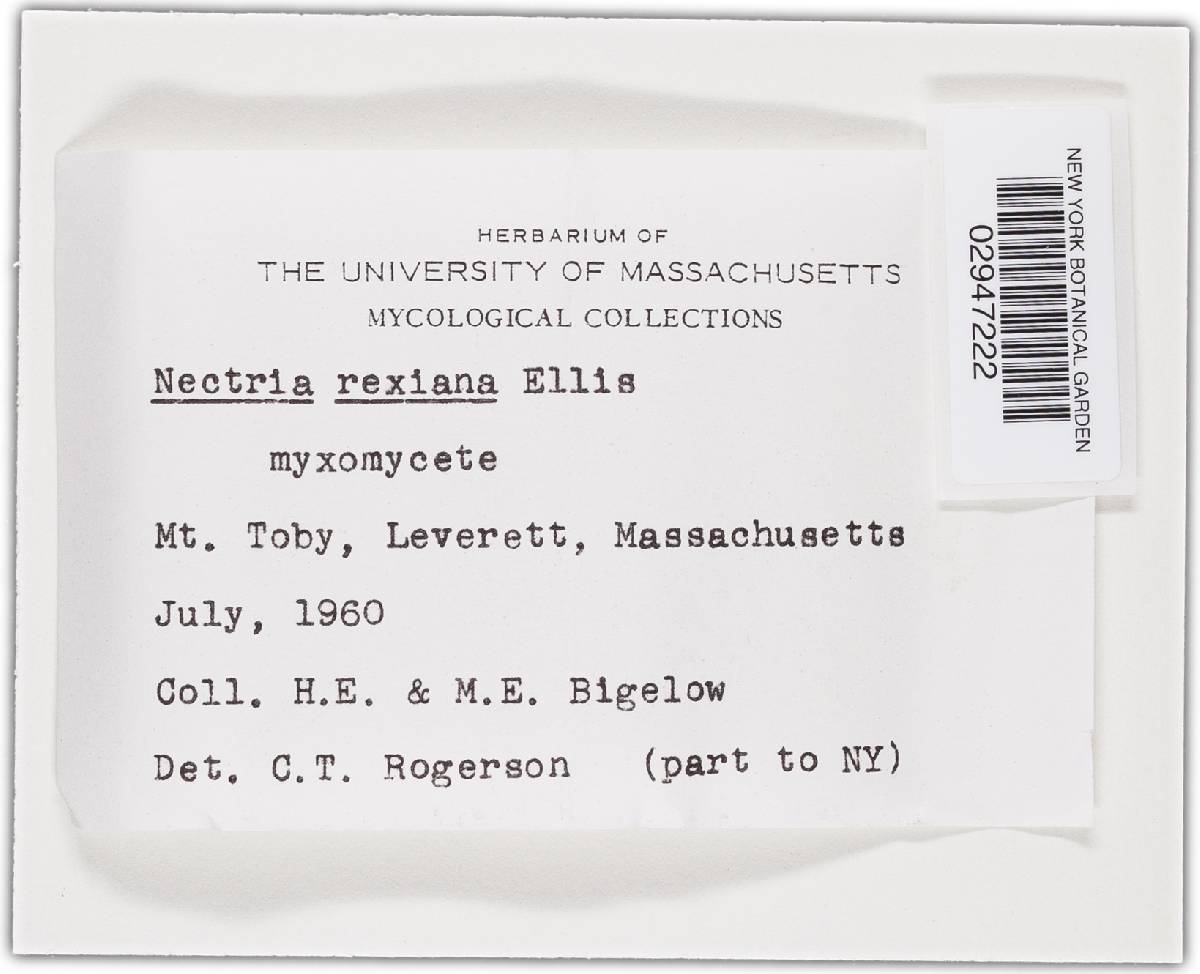 HERBARIUM OF
THE UNIVERSITY OF MASSACHUSETTS
MYCOLOGICAL COLLECTIONS
Nectria rexiana Ellis
myxomycete
Mt. Toby, Leverett, Massachusetts
July, 1960
Coll. H.E. & M.E. Bigelow
Det. C.T. Rogerson (part to NY)
NEW YORK BOTANICAL GARDEN
02947222